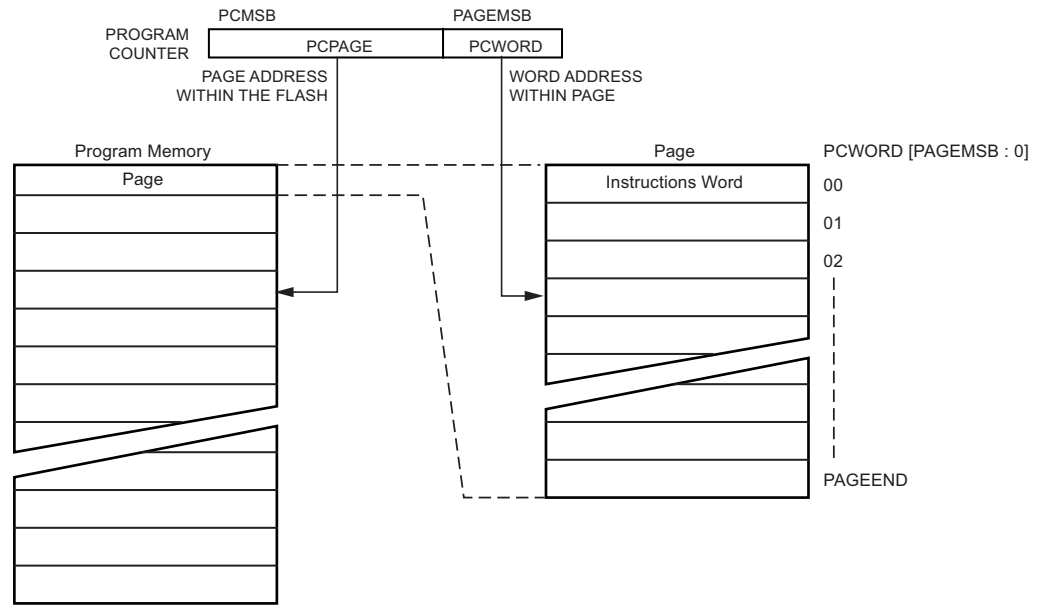 PCMSB
PAGEMSB
PROGRAM
COUNTER
PCPAGE
PCWORD
PAGE ADDRESS
WITHIN THE FLASH
WORD ADDRESS
WITHIN PAGE
Program Memory
Page
Page
PCWORD [PAGEMSB : 0]
Instructions Word
00
01
02
PAGEEND